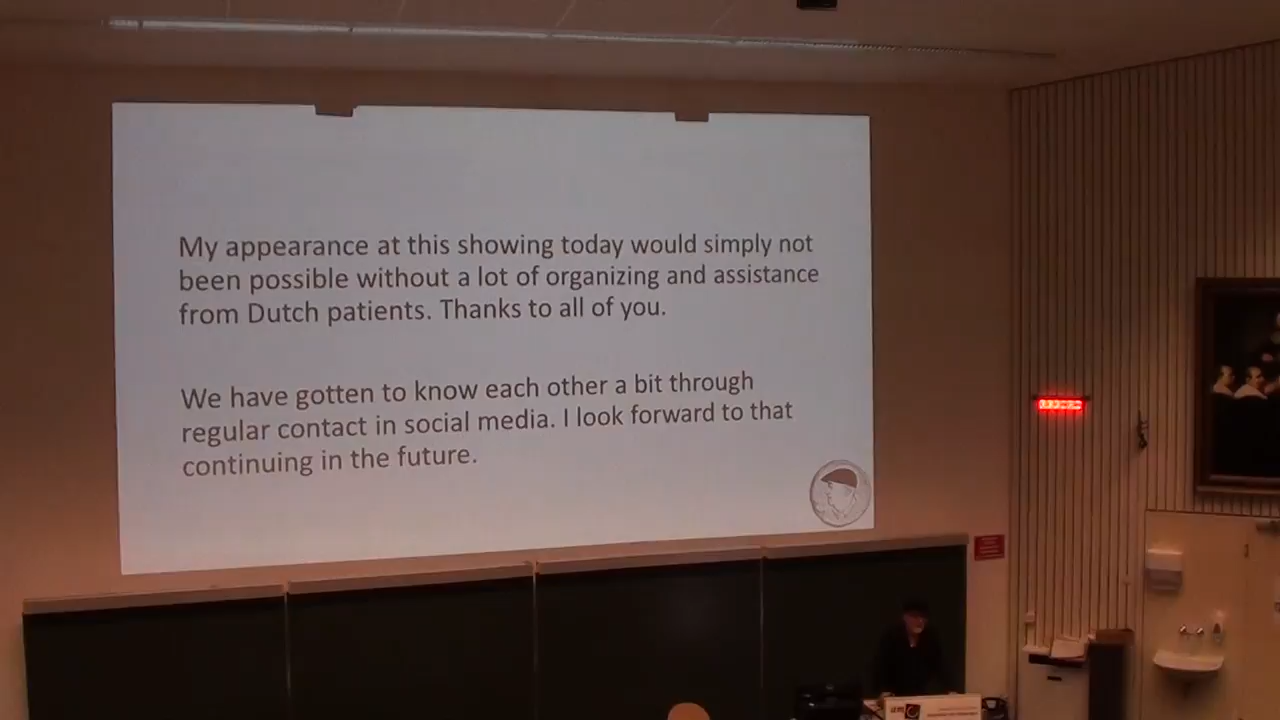 My appearance at this showing today would simply not
been possible without a lot of organizing and assistance
from Dutch patients. Thanks to all of you.
We have gotten to know each other a bit through
regular contact in social media. I look forward to that
continuing in the future.